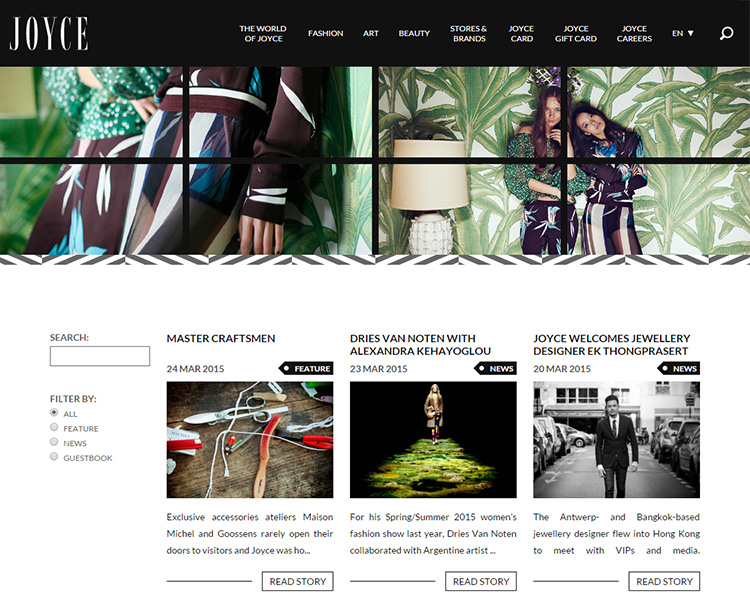 JOYCE
THE WORLD
OF JOYCE
FASHION
ART
BEAUTY
STORES &
BRANDS
JOYCE
CARD
JOYCE
GIFT CARD
JOYCE
CAREERS
EN ▼
SEARCH:
FILTER BY:
ALL
FEATURE
NEWS
GUESTBOOK
MASTER CRAFTSMEN
24 MAR 2015
FEATURE
Exclusive accessories ateliers Maison
Michel and Goossens rarely open their
doors to visitors and Joyce was ho...
READ STORY
DRIES VAN NOTEN WITH
ALEXANDRA KEHAYOGLOU
23 MAR 2015
NEWS
For his Spring/Summer 2015 women's
fashion show last year, Dries Van Noten
collaborated with Argentine artist ...
READ STORY
JOYCE WELCOMES JEWELLERY
DESIGNER EK THONGPRASERT
20 MAR 2015
NEWS
The Antwerp- and Bangkok-based
jewellery designer flew into Hong Kong
to meet with VIPs and media.
READ STORY